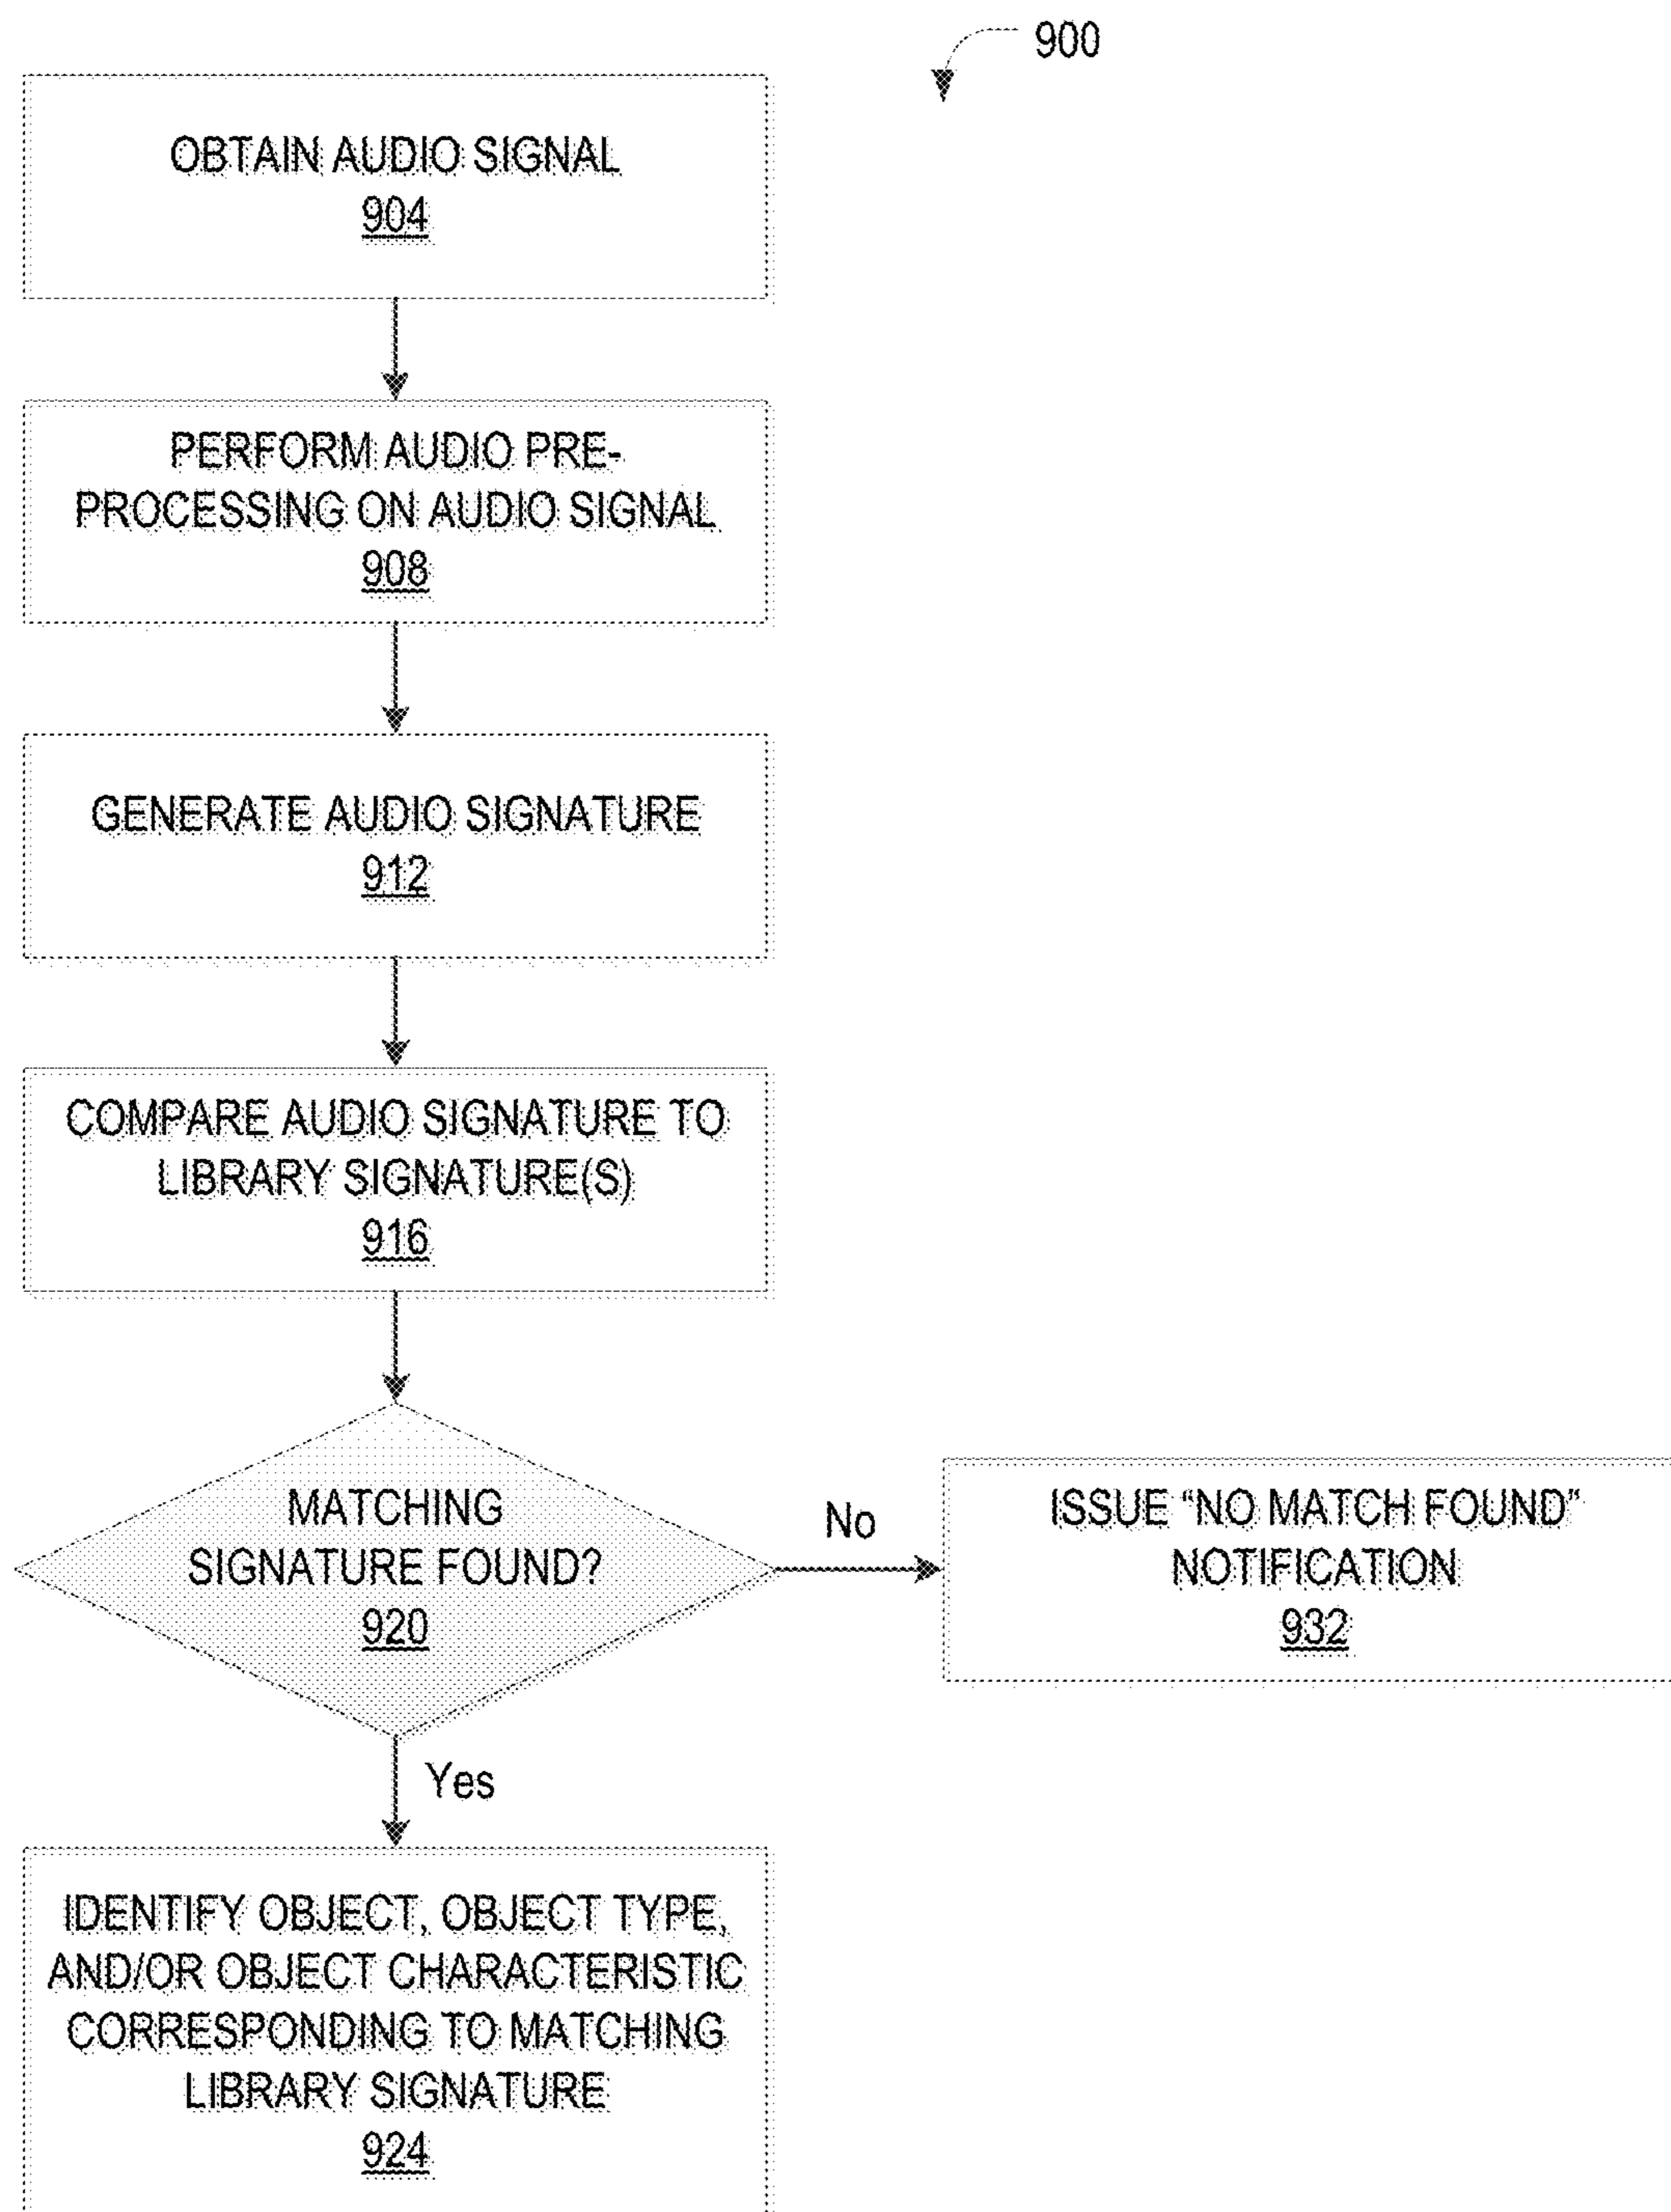 900
OBTAIN AUDIO SIGNAL
904
PERFORM AUDIO PRE-
PROCESSING ON AUDIO SIGNAL
908
GENERATE AUDIO SIGNATURE
912
COMPARE AUDIO SIGNATURE TO
LIBRARY SIGNATURE(S)
916
MATCHING
SIGNATURE FOUND?
920
No
ISSUE “NO MATCH FOUND”
NOTIFICATION
932
Yes
IDENTIFY OBJECT, OBJECT TYPE,
AND/OR OBJECT CHARACTERISTIC
CORRESPONDING TO MATCHING
LIBRARY SIGNATURE
924